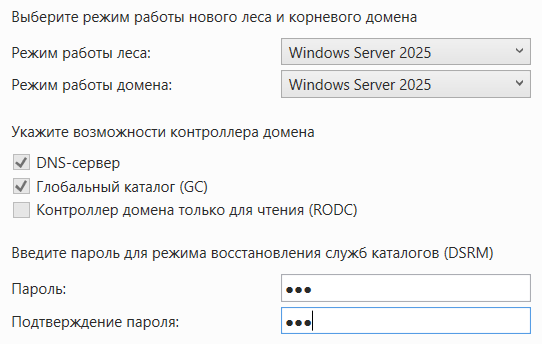 Выберите режим работы нового леса и корневого домена
Режим работы леса: Windows Server 2025
Режим работы домена: Windows Server 2025
Укажите возможности контроллера домена
DNS-сервер
Глобальный каталог (GC)
Контроллер домена только для чтения (RODC)
Введите пароль для режима восстановления служб каталогов (DSRM)
Пароль: ●●●
Подтверждение пароля: ●●●